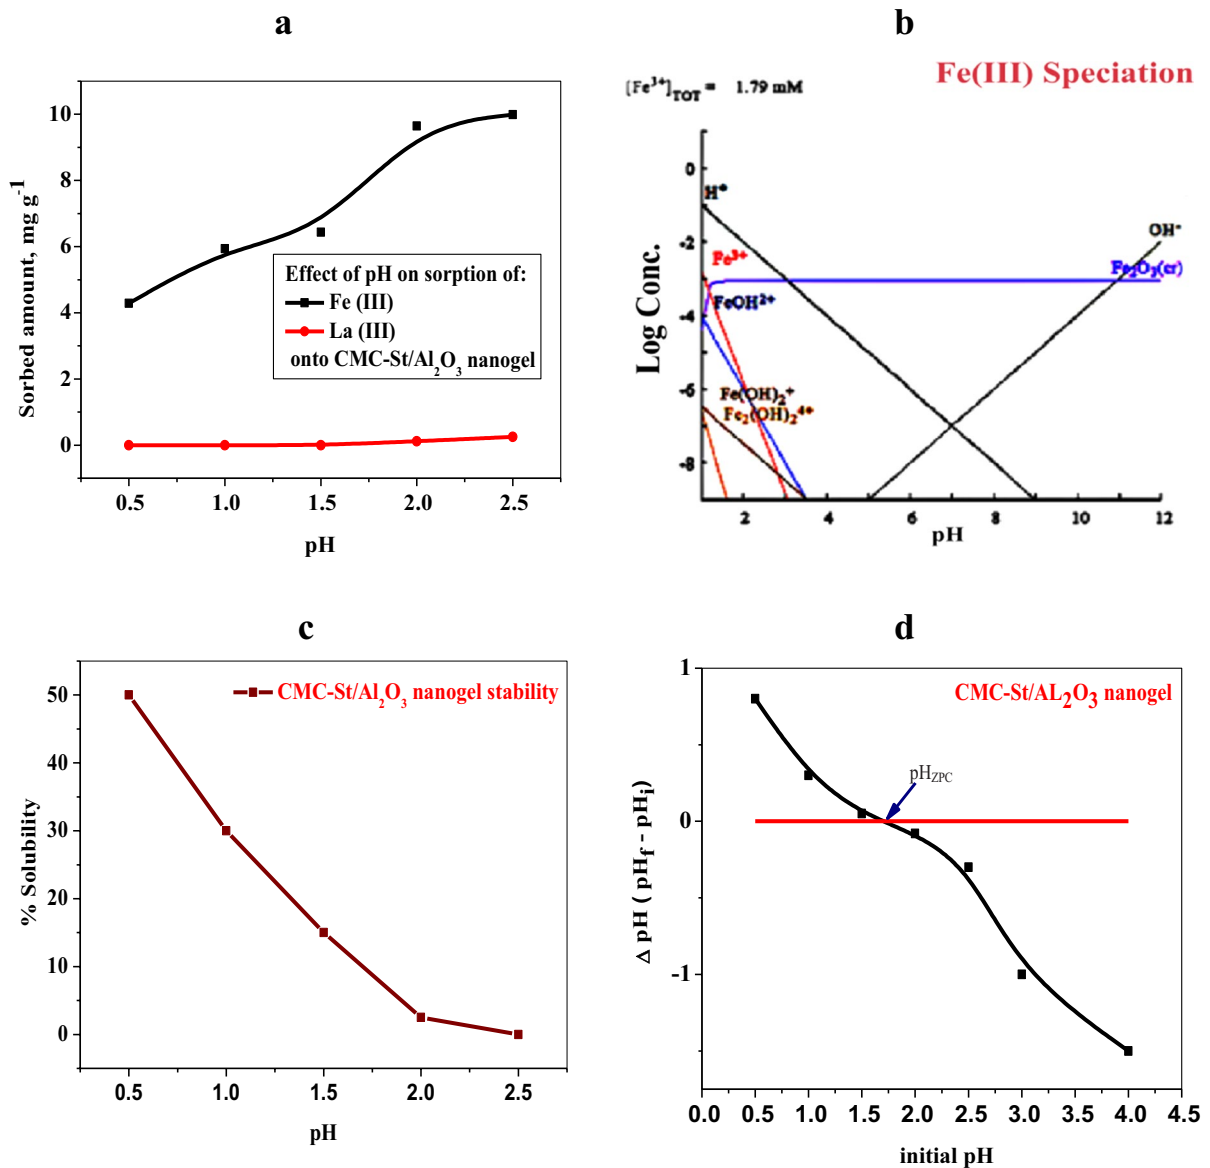 a
Sorbed amount, mg g⁻¹
10
8
6
4
2
0
Effect of pH on sorption of:
Fe (III)
La (III)
onto CMC-St/Al₂O₃ nanogel
0.5 1.0 1.5 2.0 2.5
pH
b
Fe(III) Speciation
[Fe³⁺]TOT = 1.79 mM
Log Conc.
0
-2
-4
-6
-8
H⁺
Fe³⁺
FeOH²⁺
Fe(OH)₂⁺
Fe₂(OH)₂⁴⁺
OH⁻
Fe₂O₃(cr)
2 4 6 8 10 12
pH
c
% Solubility
50
40
30
20
10
0
CMC-St/Al₂O₃ nanogel stability
0.5 1.0 1.5 2.0 2.5
pH
d
Δ pH ( pHf - pHi)
1
0
-1
CMC-St/AL₂O₃ nanogel
pHZPC
0.0 0.5 1.0 1.5 2.0 2.5 3.0 3.5 4.0 4.5
initial pH